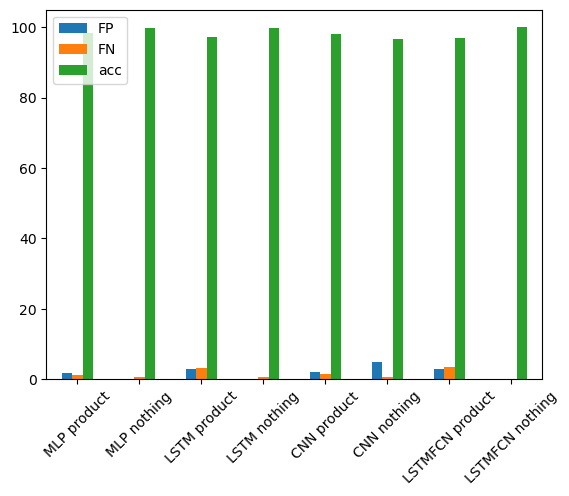 FP
FN
acc
100
80
60
40
20
0
MLP product
MLP nothing
LSTM product
LSTM nothing
CNN product
CNN nothing
LSTMFCN product
LSTMFCN nothing